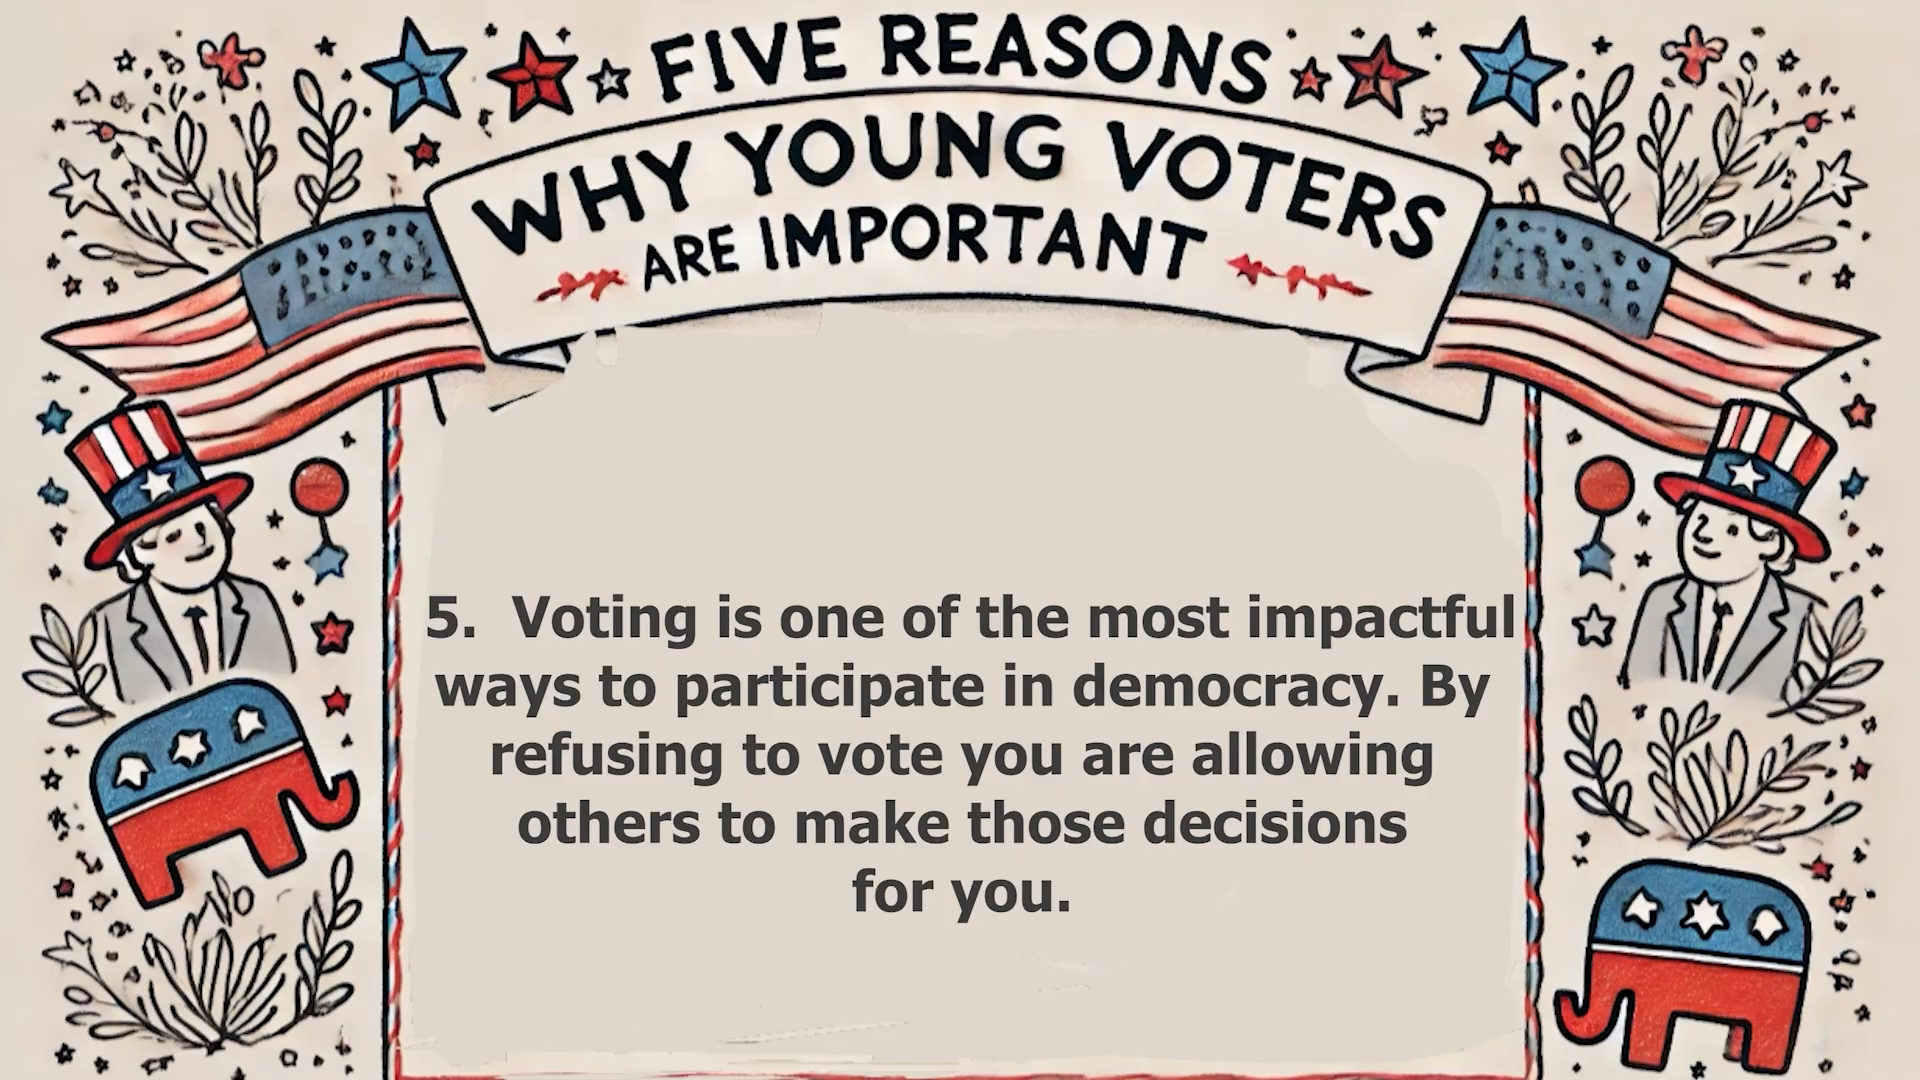 FIVE REASONS
WHY YOUNG VOTERS
ARE IMPORTANT
5. Voting is one of the most impactful
ways to participate in democracy. By
refusing to vote you are allowing
others to make those decisions
for you.